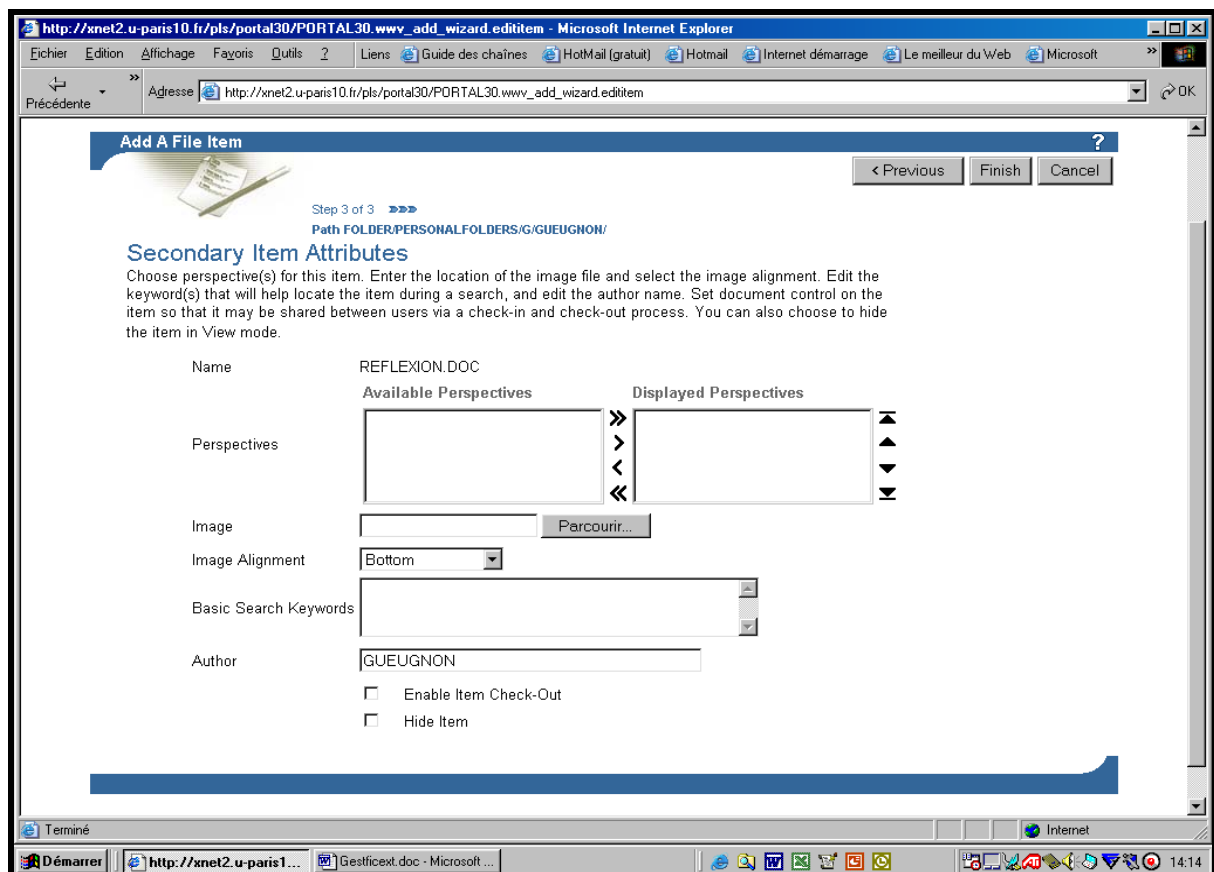 http://xnet2.u-paris10.fr/pls/portal30/PORTAL30.wwv_add_wizard.edititem - Microsoft Internet Explorer
Fichier Edition Affichage Favoris Outils ? Liens Guide des chaînes HotMail (gratuit) Hotmail Internet démarrage Le meilleur du Web Microsoft »
Précédente » Adresse http://xnet2.u-paris10.fr/pls/portal30/PORTAL30.wwv_add_wizard.edititem OK
Add A File Item ?
< Previous Finish Cancel
Step 3 of 3
Path FOLDER/PERSONALFOLDERS/G/GUEUGNON/
Secondary Item Attributes
Choose perspective(s) for this item. Enter the location of the image file and select the image alignment. Edit the
keyword(s) that will help locate the item during a search, and edit the author name. Set document control on the
item so that it may be shared between users via a check-in and check-out process. You can also choose to hide
the item in View mode.
Name REFLEXION.DOC
Available Perspectives Displayed Perspectives
Perspectives
Image Parcourir...
Image Alignment Bottom
Basic Search Keywords
Author GUEUGNON
Enable Item Check-Out
Hide Item
Terminé Internet
Démarrer http://xnet2.u-paris1... Gestficext.doc - Microsoft ... 14:14